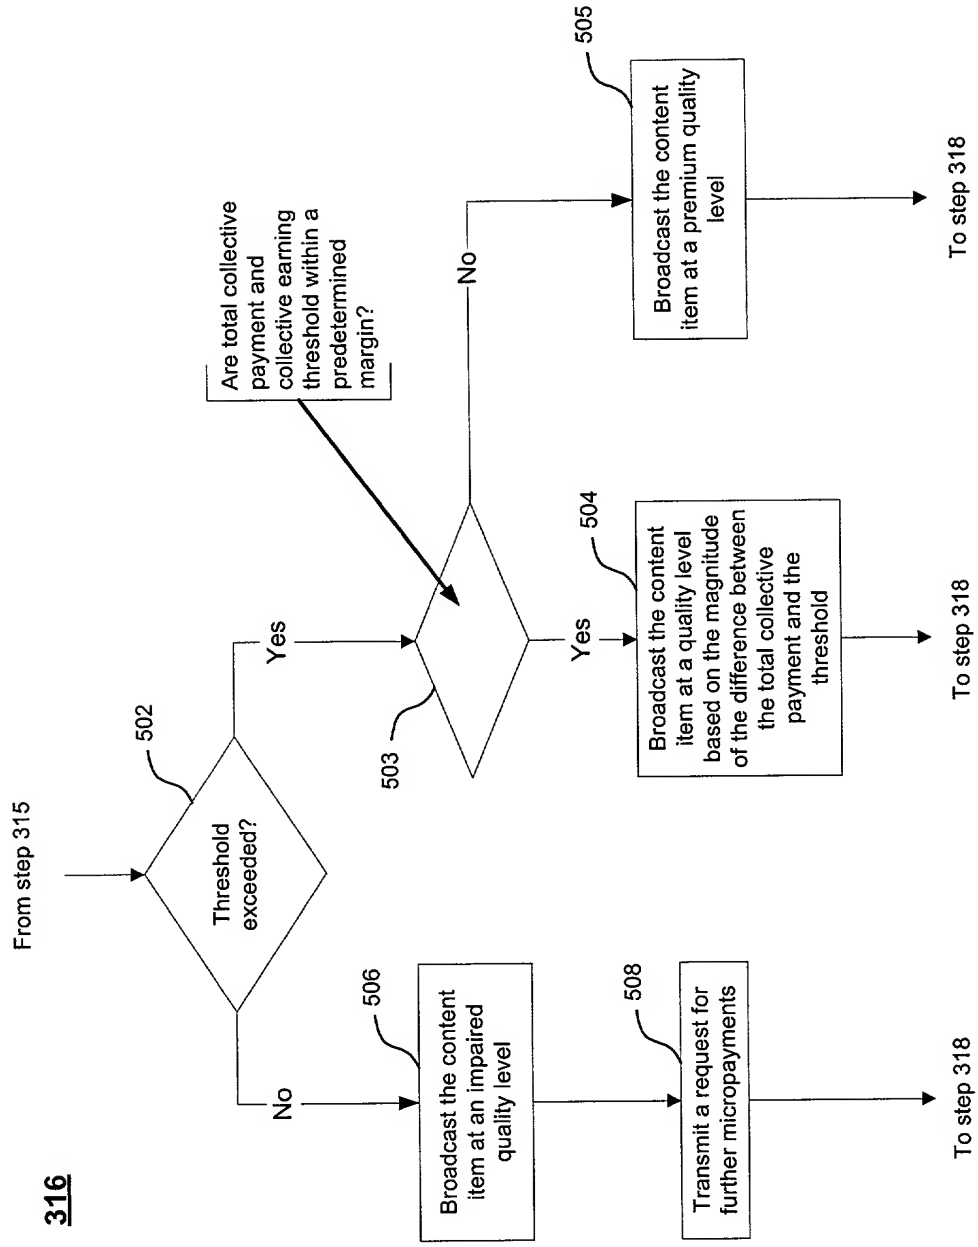 316
From step 315
502
Threshold
exceeded?
No
Yes
503
Are total collective
payment and
collective earning
threshold within a
predetermined
margin?
Yes
No
506
Broadcast the content
item at an impaired
quality level
508
Transmit a request for
further micropayments
To step 318
504
Broadcast the content
item at a quality level
based on the magnitude
of the difference between
the total collective
payment and the
threshold
To step 318
505
Broadcast the content
item at a premium quality
level
To step 318